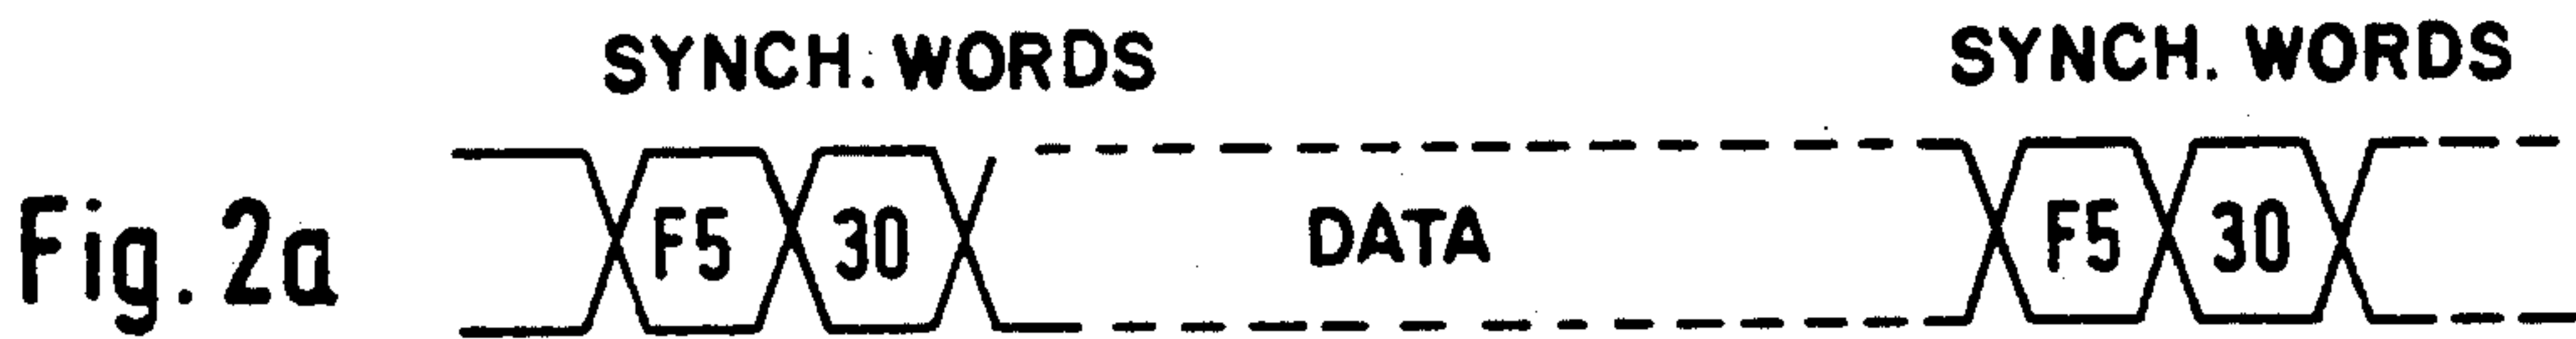 SYNCH. WORDS SYNCH. WORDS
Fig. 2a F5 30 DATA F5 30